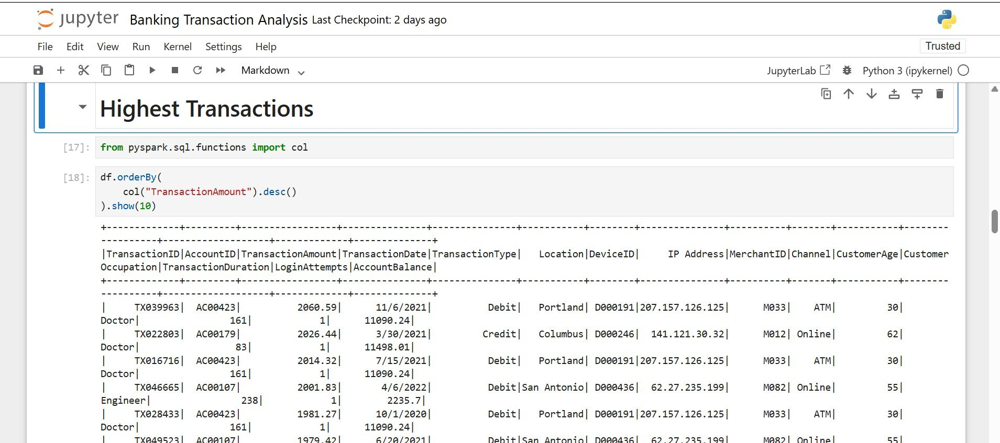 jupyter Banking Transaction Analysis Last Checkpoint: 2 days ago
File Edit View Run Kernel Settings Help Trusted
Markdown JupyterLab Python 3 (ipykernel)
Highest Transactions
[17]: from pyspark.sql.functions import col
[18]: df.orderBy(
    col("TransactionAmount").desc()
).show(10)
+-------------+---------+-----------------+---------------+---------------+-----------+--------+---------------+----------+-------+-----------+--------
----------+-------------------+-------------+--------------+
|TransactionID|AccountID|TransactionAmount|TransactionDate|TransactionType|   Location|DeviceID|     IP Address|MerchantID|Channel|CustomerAge|Customer
Occupation|TransactionDuration|LoginAttempts|AccountBalance|
+-------------+---------+-----------------+---------------+---------------+-----------+--------+---------------+----------+-------+-----------+--------
----------+-------------------+-------------+--------------+
|     TX039963|  AC00423|          2060.59|      11/6/2021|          Debit|   Portland| D000191|207.157.126.125|      M033|    ATM|         30|
Doctor|                161|            1|      11090.24|
|     TX022803|  AC00179|          2026.44|      3/30/2021|         Credit|   Columbus| D000246|  141.121.30.32|      M012| Online|         62|
Doctor|                 83|            1|      11498.01|
|     TX016716|  AC00423|          2014.32|      7/15/2021|          Debit|   Portland| D000191|207.157.126.125|      M033|    ATM|         30|
Doctor|                161|            1|      11090.24|
|     TX046665|  AC00107|          2001.83|       4/6/2022|          Debit|San Antonio| D000436|  62.27.235.199|      M082| Online|         55|
Engineer|                238|            1|        2235.7|
|     TX028433|  AC00423|          1981.27|      10/1/2020|          Debit|   Portland| D000191|207.157.126.125|      M033|    ATM|         30|
Doctor|                161|            1|      11090.24|
|     TX049523|  AC00107|          1979.42|      6/20/2021|          Debit|San Antonio| D000436|  62.27.235.199|      M082| Online|         55|